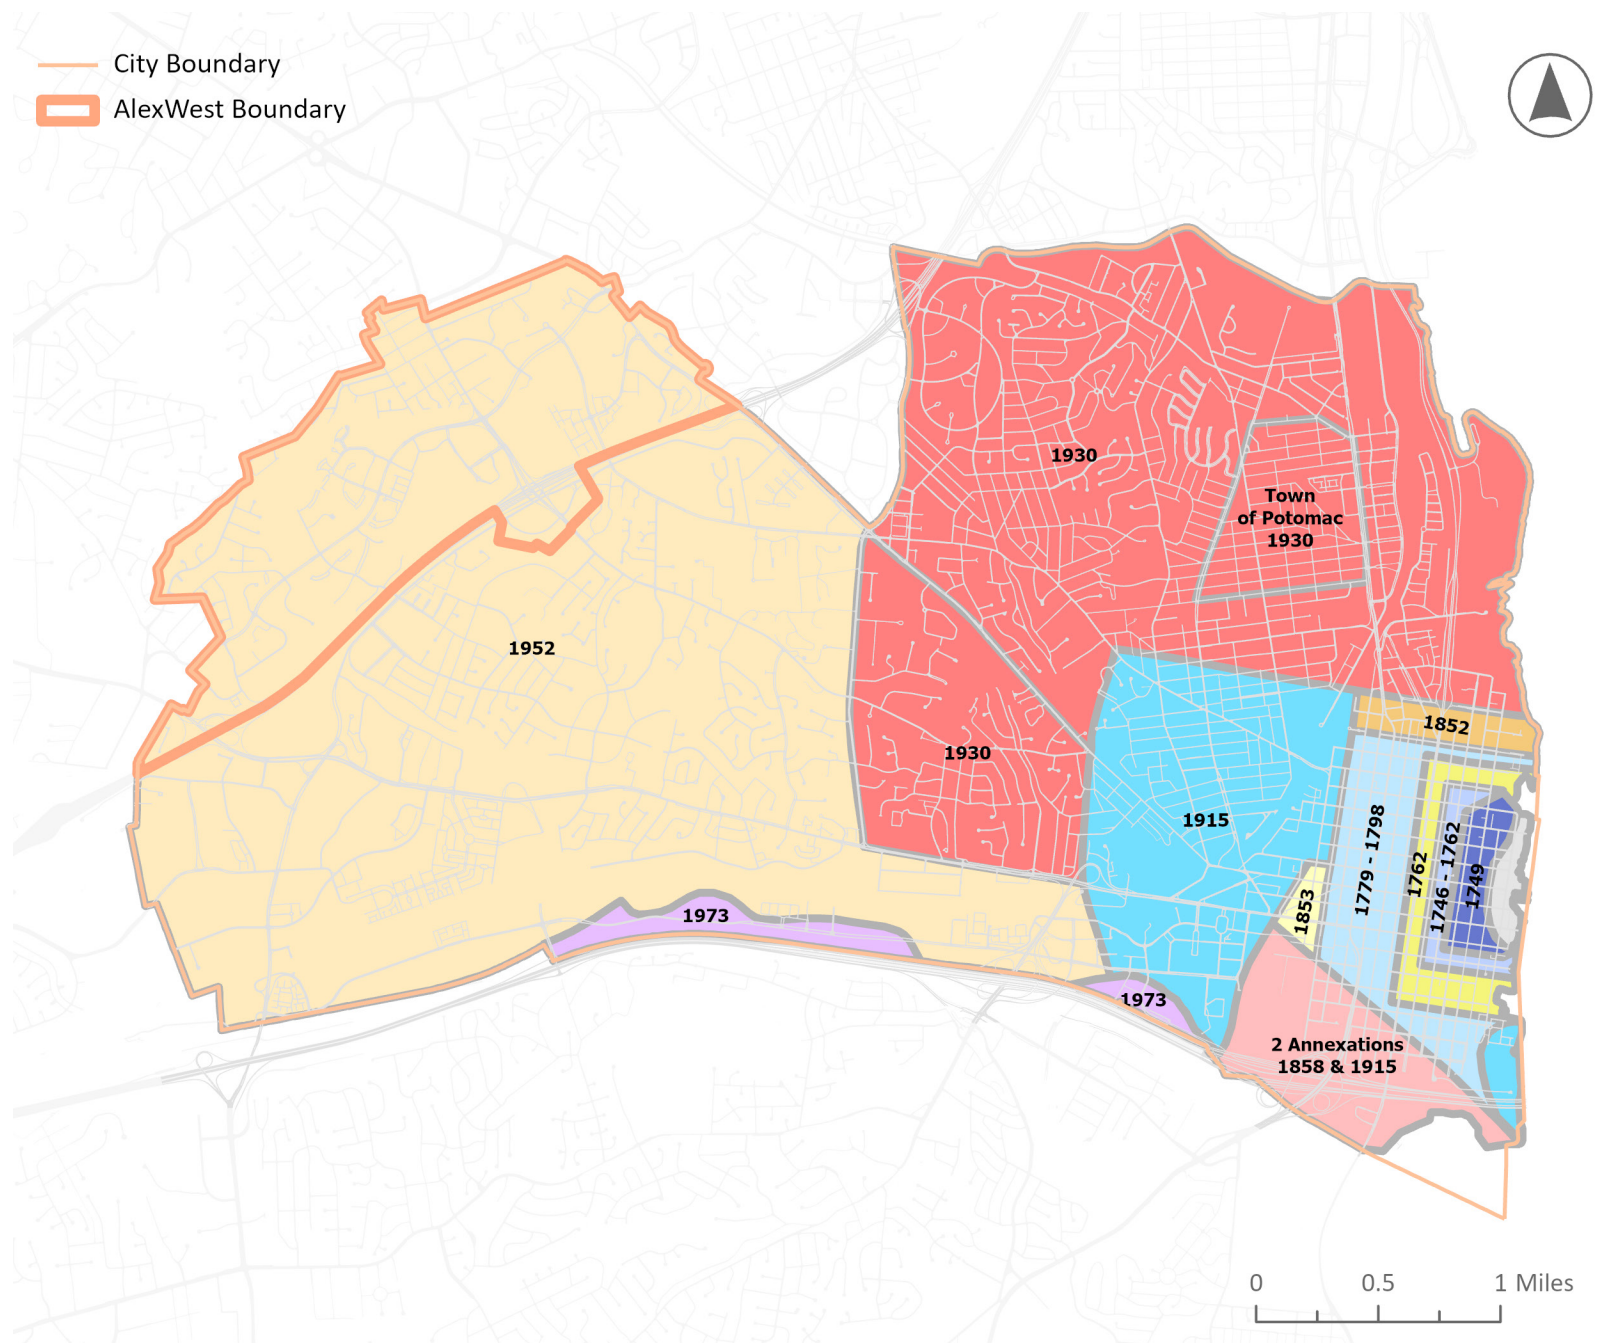 City Boundary
AlexWest Boundary
1930
Town
of Potomac
1930
1952
1852
1930
1915
1779 - 1798
1762
1746 - 1762
1749
1853
1973
1973
2 Annexations
1858 & 1915
0 0.5 1 Miles